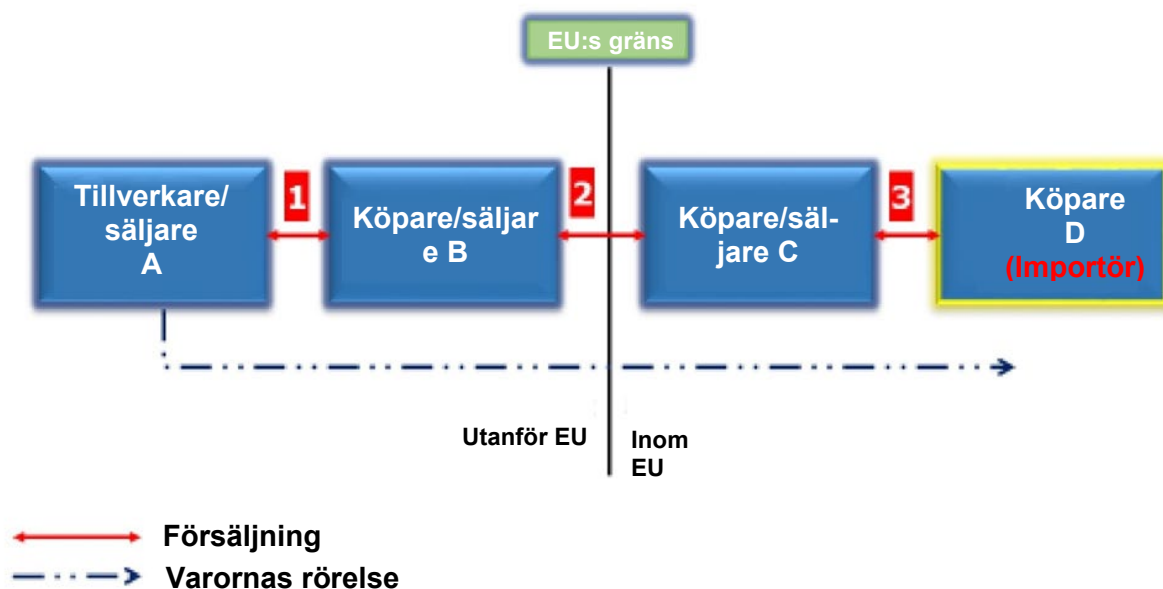 EU:s gräns
Tillverkare/
säljare
A
1
Köpare/säljar
e B
2
Köpare/säl-
jare C
3
Köpare
D
(Importör)
Utanför EU
Inom
EU
Försäljning
Varornas rörelse